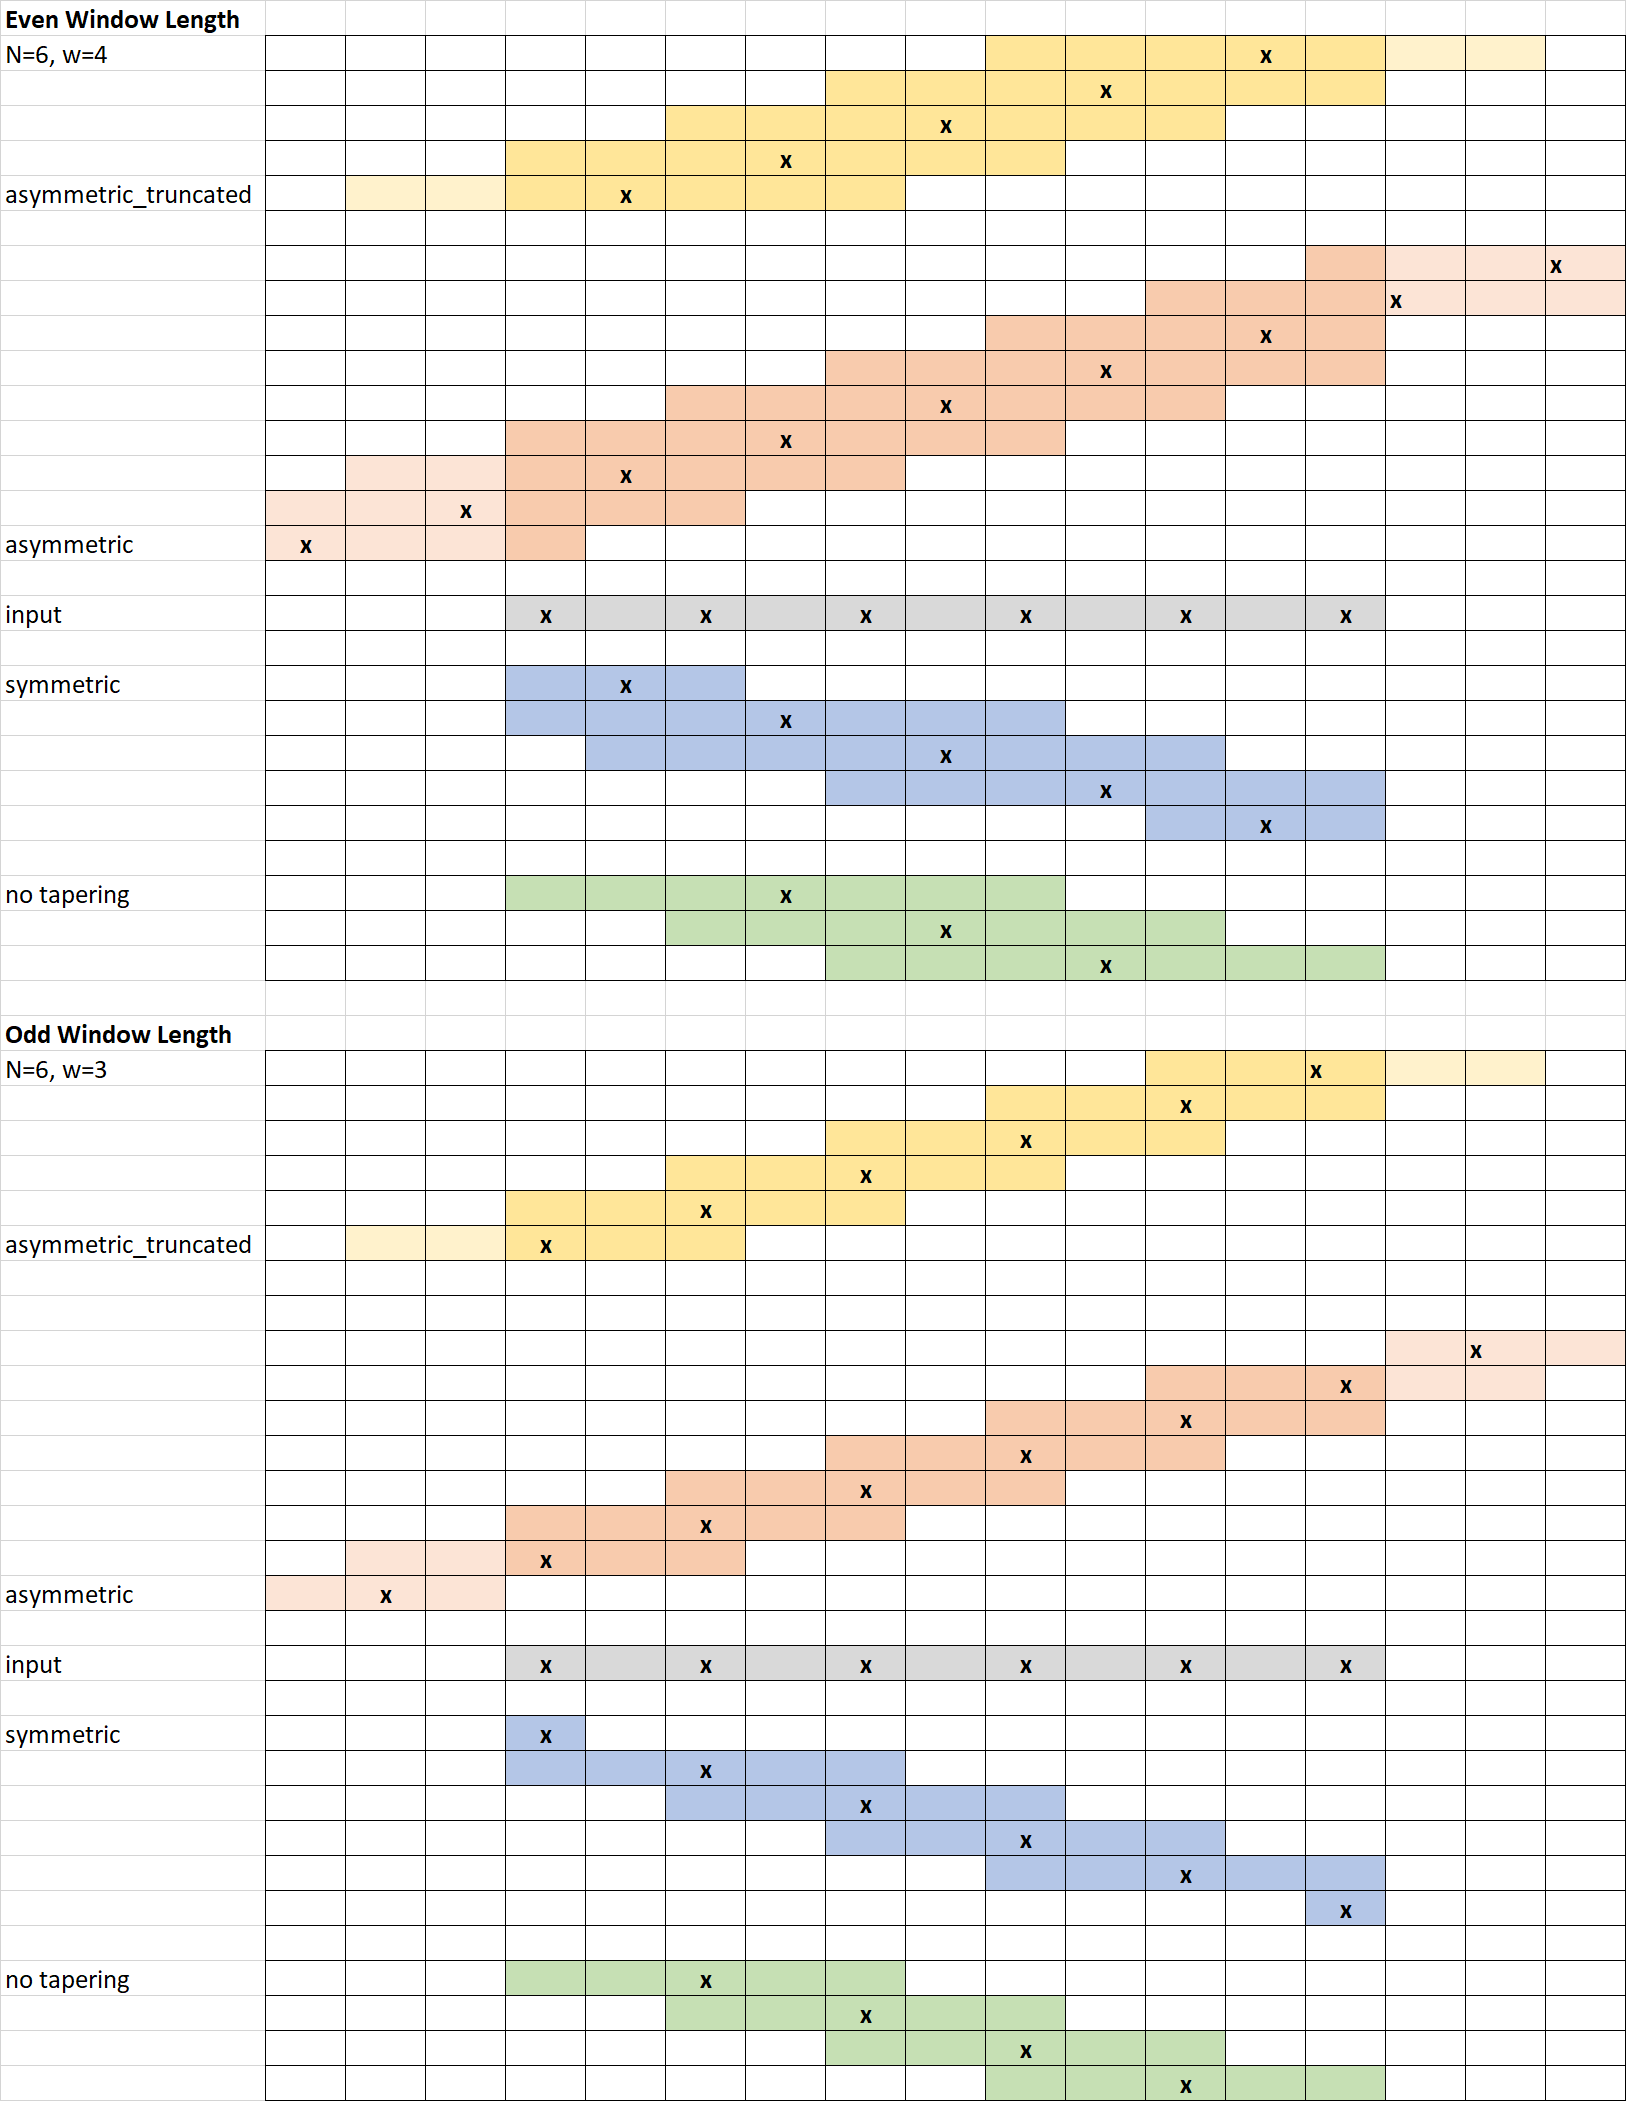 Even Window Length
N=6, w=4 x
x
x
x
asymmetric_truncated x
x
x
x
x
x
x
x
x
asymmetric x
input x x x x x x
symmetric x
x
x
x
x
no tapering x
x
x
Odd Window Length
N=6, w=3 x
x
x
x
x
asymmetric_truncated x
x
x
x
x
x
x
x
asymmetric x
input x x x x x x
symmetric x
x
x
x
x
x
no tapering x
x
x
x